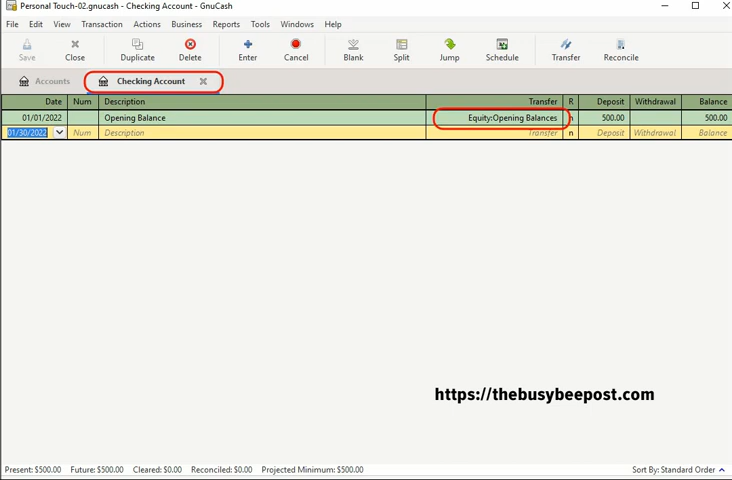 Personal Touch-02.gnucash - Checking Account - GnuCash
File Edit View Transaction Actions Business Reports Tools Windows Help
Save Close Duplicate Delete Enter Cancel Blank Split Jump Schedule Transfer Reconcile
Accounts Checking Account
Date Num Description Transfer R Deposit Withdrawal Balance
01/01/2022 Opening Balance Equity:Opening Balances n 500.00 500.00
01/30/2022 Num Description Transfer n Deposit Withdrawal Balance
https://thebusybeepost.com
Present: $500.00 Future: $500.00 Cleared: $0.00 Reconciled: $0.00 Projected Minimum: $500.00 Sort By: Standard Order